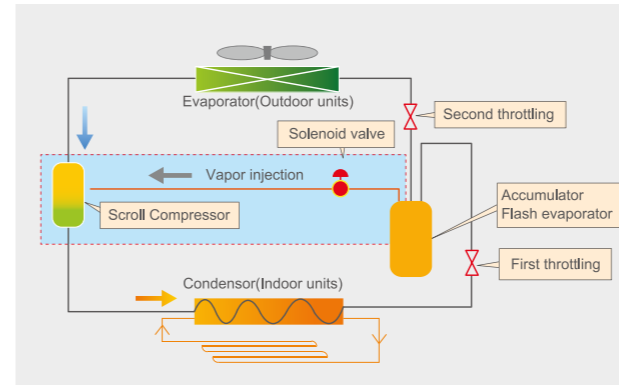 Evaporator(Outdoor units)
Second throttling
Solenoid valve
Vapor injection
Scroll Compressor
Accumulator
Flash evaporator
First throttling
Condensor(Indoor units)